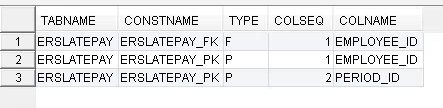 TABNAME CONSTNAME TYPE COLSEQ COLNAME
1 ERSLATEPAY ERSLATEPAY_FK F 1 EMPLOYEE_ID
2 ERSLATEPAY ERSLATEPAY_PK P 1 EMPLOYEE_ID
3 ERSLATEPAY ERSLATEPAY_PK P 2 PERIOD_ID